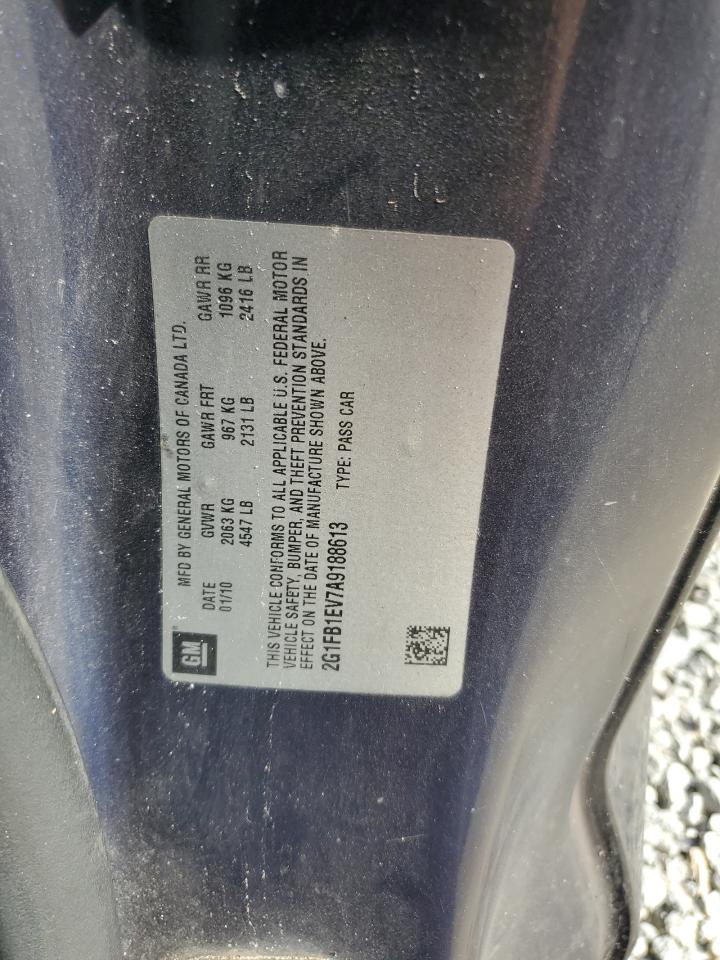 GM
MFD BY GENERAL MOTORS OF CANADA LTD.
DATE GVWR GAWR FRT GAWR RR
01/10 2063 KG 967 KG 1096 KG
4547 LB 2131 LB 2416 LB
THIS VEHICLE CONFORMS TO ALL APPLICABLE U.S. FEDERAL MOTOR
VEHICLE SAFETY, BUMPER, AND THEFT PREVENTION STANDARDS IN
EFFECT ON THE DATE OF MANUFACTURE SHOWN ABOVE.
2G1FB1EV7A9188613 TYPE: PASS CAR